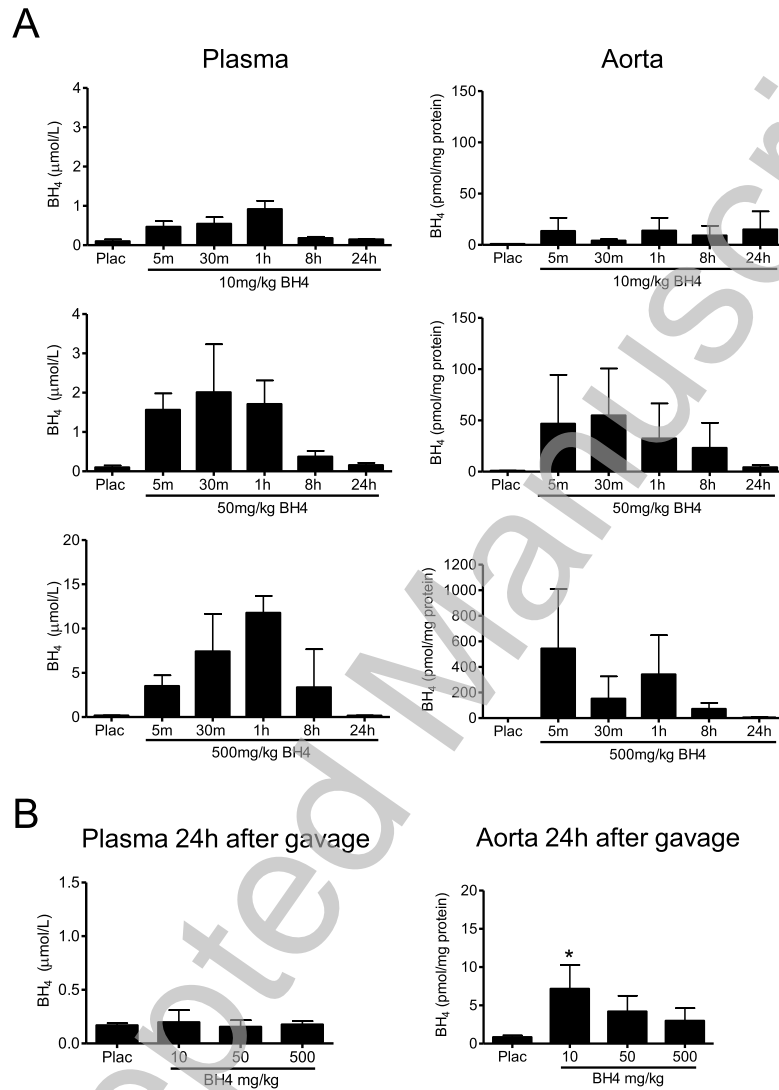 A
Plasma
Aorta
BH4 (μmol/L)
4
3
2
1
0
Plac 5m 30m 1h 8h 24h
10mg/kg BH4
BH4 (pmol/mg protein)
150
100
50
0
Plac 5m 30m 1h 8h 24h
10mg/kg BH4
BH4 (μmol/L)
4
3
2
1
0
Plac 5m 30m 1h 8h 24h
50mg/kg BH4
BH4 (pmol/mg protein)
150
100
50
0
Plac 5m 30m 1h 8h 24h
50mg/kg BH4
BH4 (μmol/L)
20
15
10
5
0
Plac 5m 30m 1h 8h 24h
500mg/kg BH4
BH4 (pmol/mg protein)
1200
1000
800
600
400
200
0
Plac 5m 30m 1h 8h 24h
500mg/kg BH4
B
Plasma 24h after gavage
Aorta 24h after gavage
BH4 (μmol/L)
1.5
1.0
0.5
0.0
Plac 10 50 500
BH4 mg/kg
BH4 (pmol/mg protein)
20
15
10
5
0
*
Plac 10 50 500
BH4 mg/kg
pted Manuscri